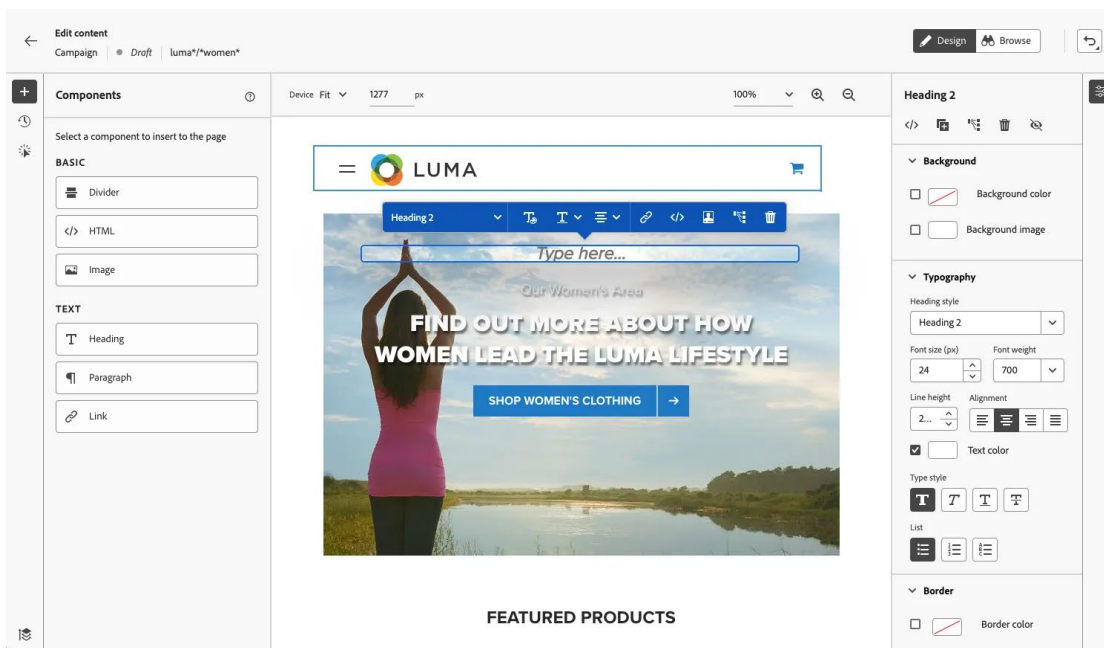 Edit content
Campaign Draft luma*/*women*
Design Browse
Components
Select a component to insert to the page
BASIC
Divider
</> HTML
Image
TEXT
T Heading
¶ Paragraph
Link
Device Fit 1277 px
100%
LUMA
Heading 2
Type here...
Our Women's Area
FIND OUT MORE ABOUT HOW
WOMEN LEAD THE LUMA LIFESTYLE
SHOP WOMEN'S CLOTHING →
FEATURED PRODUCTS
Heading 2
Background
Background color
Background image
Typography
Heading style
Heading 2
Font size (px) Font weight
24 700
Line height Alignment
2...
Text color
Type style
T T T T
List
Border
Border color